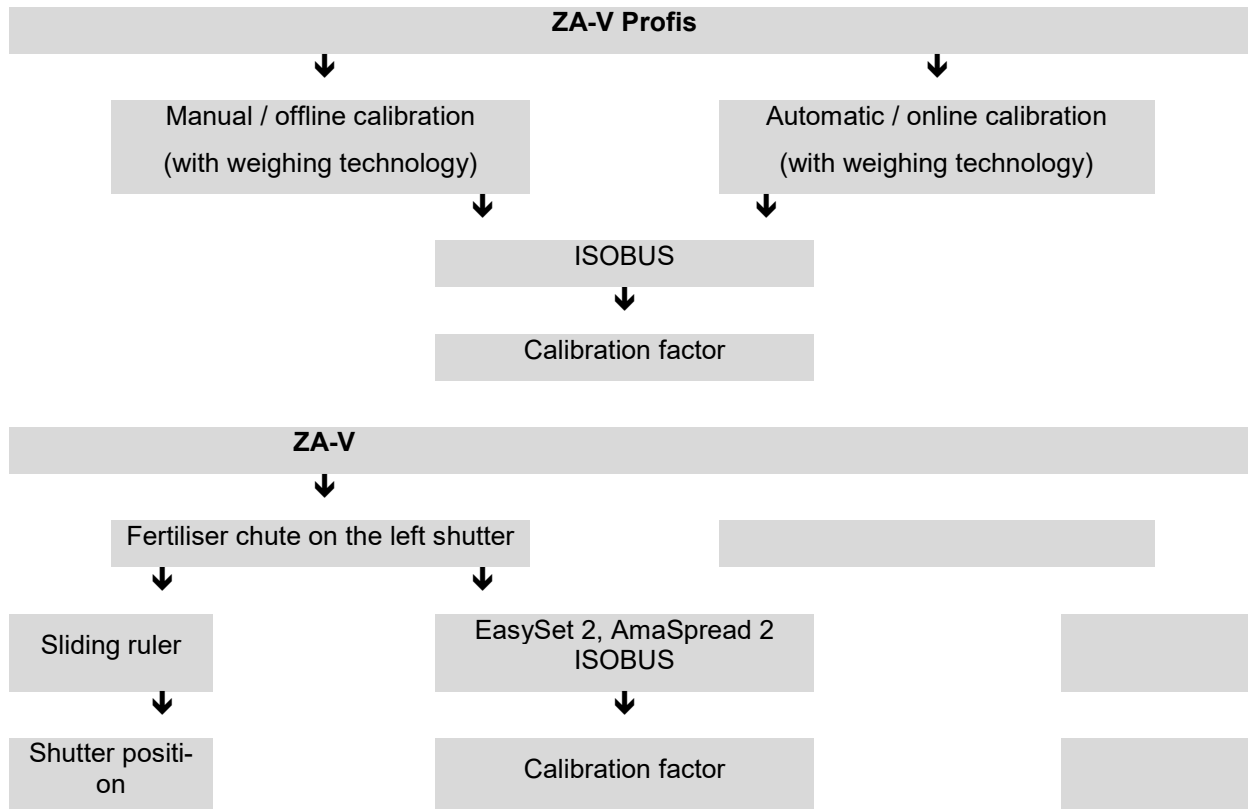 ZA-V Profis
Manual / offline calibration
(with weighing technology)
Automatic / online calibration
(with weighing technology)
ISOBUS
Calibration factor
ZA-V
Fertiliser chute on the left shutter
Sliding ruler
EasySet 2, AmaSpread 2
ISOBUS
Shutter positi-
on
Calibration factor